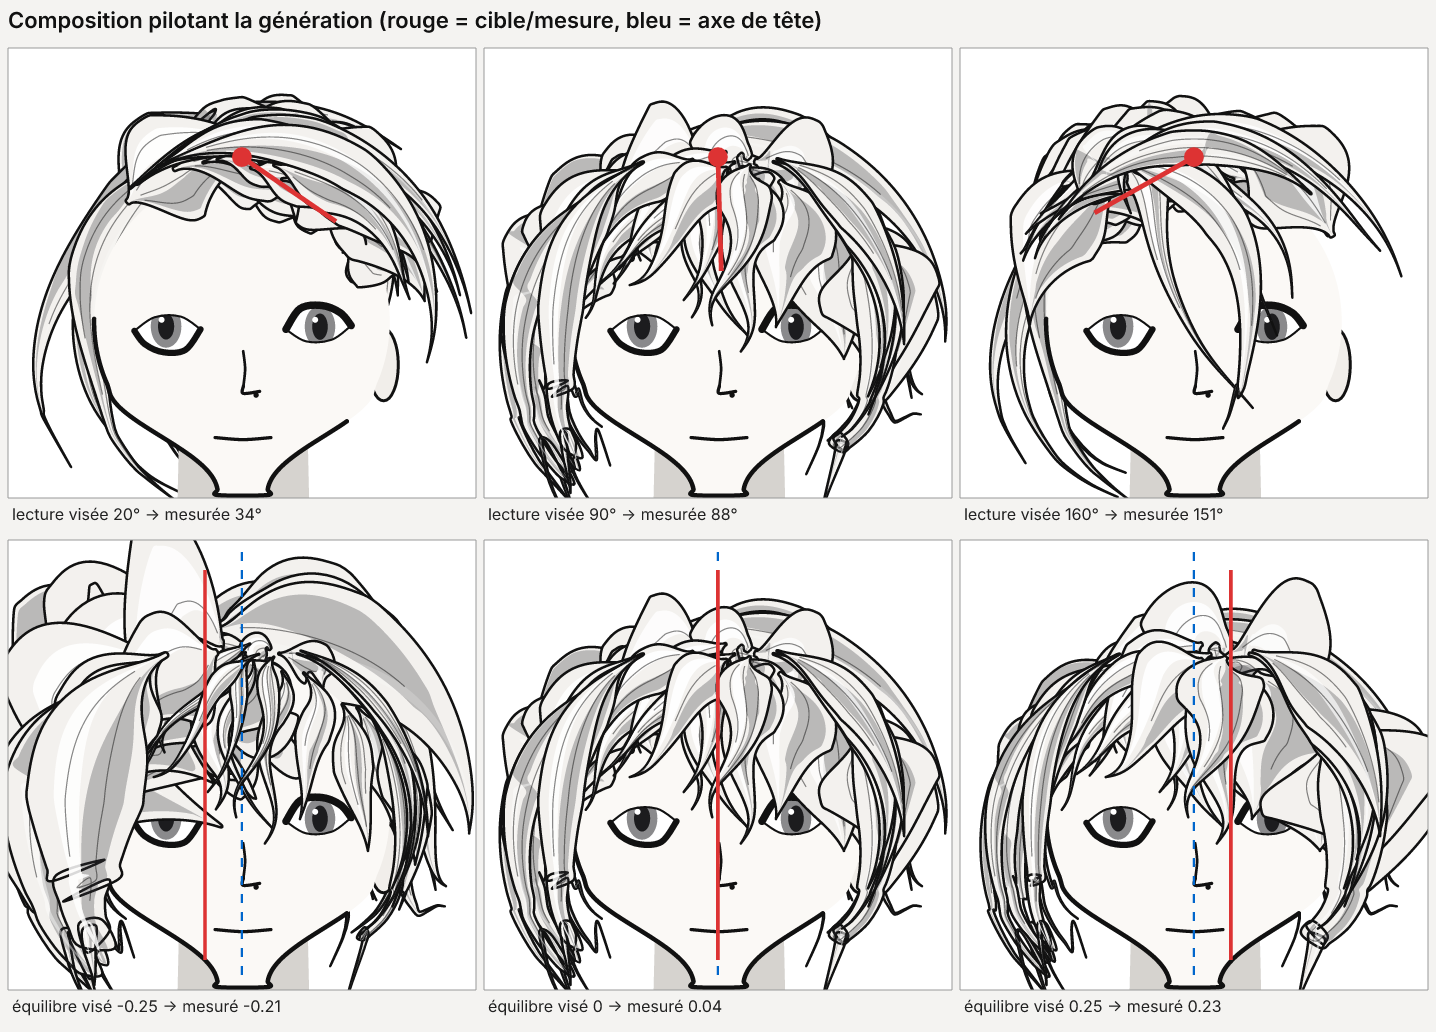 Composition pilotant la génération (rouge = cible/mesure, bleu = axe de tête)
lecture visée 20° → mesurée 34°
lecture visée 90° → mesurée 88°
lecture visée 160° → mesurée 151°
équilibre visé -0.25 → mesuré -0.21
équilibre visé 0 → mesuré 0.04
équilibre visé 0.25 → mesuré 0.23